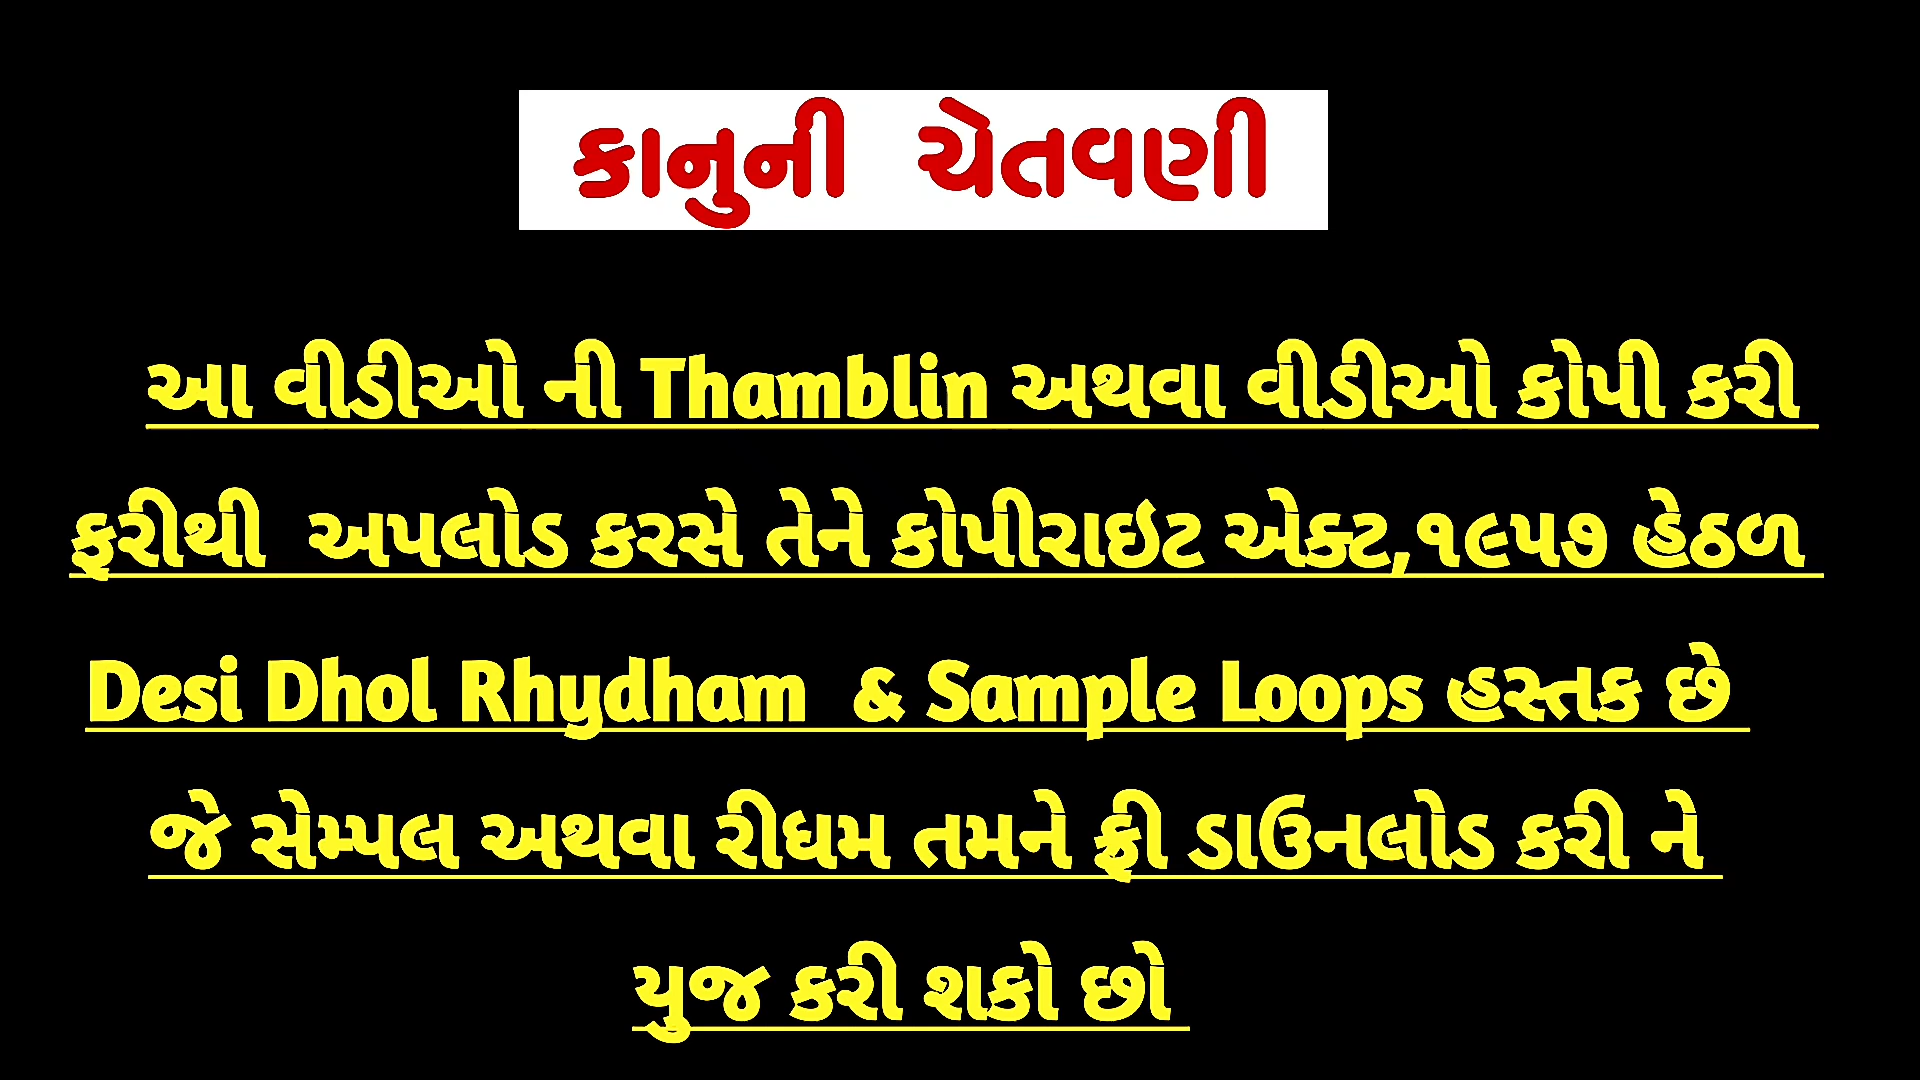 કાનુની ચેતવણી
આ વીડીઓ ની Thamblin અથવા વીડીઓ કોપી કરી
ફરીથી અપલોડ કરસે તેને કોપીરાઇટ એક્ટ,૧૯૫૭ હેઠળ
Desi Dhol Rhydham & Sample Loops હસ્તક છે
જે સેમ્પલ અથવા રીધમ તમને ફ્રી ડાઉનલોડ કરી ને
યુજ કરી શકો છો